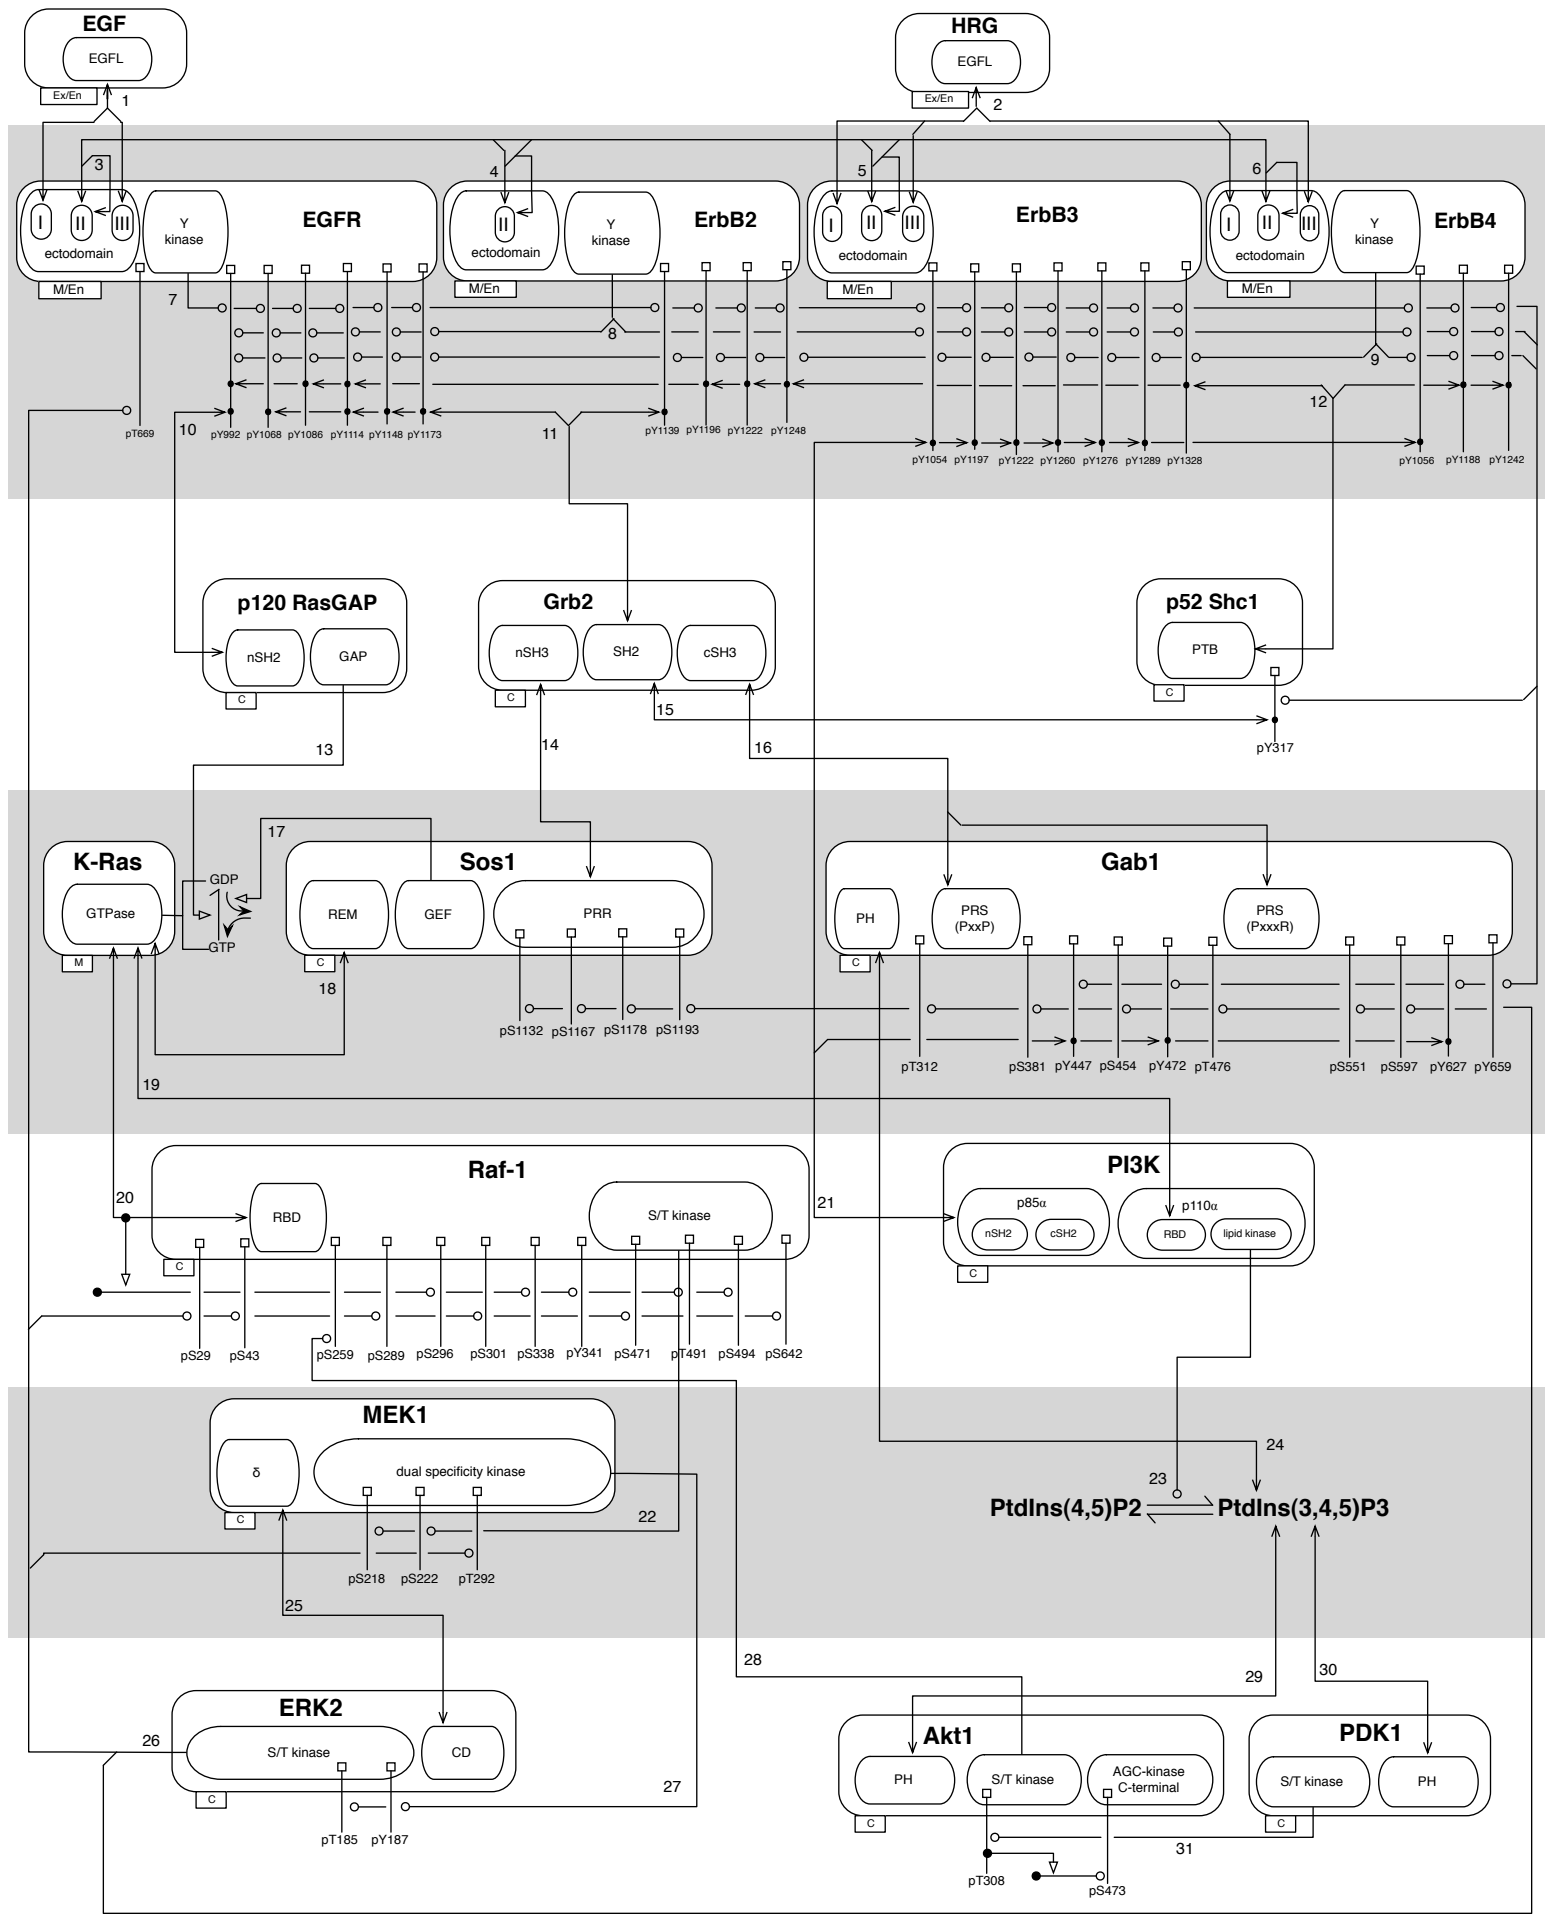 EGF
EGFL
Ex/En
1
HRG
EGFL
Ex/En
2
3
4
5
6
I
II
III
ectodomain
Y
kinase
EGFR
M/En
II
ectodomain
Y
kinase
ErbB2
M/En
I
II
III
ectodomain
ErbB3
M/En
I
II
III
ectodomain
Y
kinase
ErbB4
M/En
7
8
9
10
11
12
pT669
pY992
pY1068
pY1086
pY1114
pY1148
pY1173
pY1139
pY1196
pY1222
pY1248
pY1054
pY1197
pY1222
pY1260
pY1276
pY1289
pY1328
pY1056
pY1188
pY1242
p120 RasGAP
nSH2
GAP
C
Grb2
nSH3
SH2
cSH3
C
p52 Shc1
PTB
C
pY317
13
14
15
16
17
K-Ras
GTPase
M
GDP
GTP
Sos1
REM
GEF
PRR
C
18
pS1132
pS1167
pS1178
pS1193
Gab1
PH
PRS
(PxxP)
PRS
(PxxxR)
C
pT312
pS381
pY447
pS454
pY472
pT476
pS551
pS597
pY627
pY659
19
20
21
Raf-1
RBD
S/T kinase
C
pS29
pS43
pS259
pS289
pS296
pS301
pS338
pY341
pS471
pT491
pS494
pS642
PI3K
p85α
nSH2
cSH2
p110α
RBD
lipid kinase
C
MEK1
δ
dual specificity kinase
C
22
pS218
pS222
pT292
23
24
PtdIns(4,5)P2
PtdIns(3,4,5)P3
25
26
27
28
29
30
ERK2
S/T kinase
CD
C
pT185
pY187
Akt1
PH
S/T kinase
AGC-kinase
C-terminal
C
pT308
pS473
PDK1
S/T kinase
PH
C
31